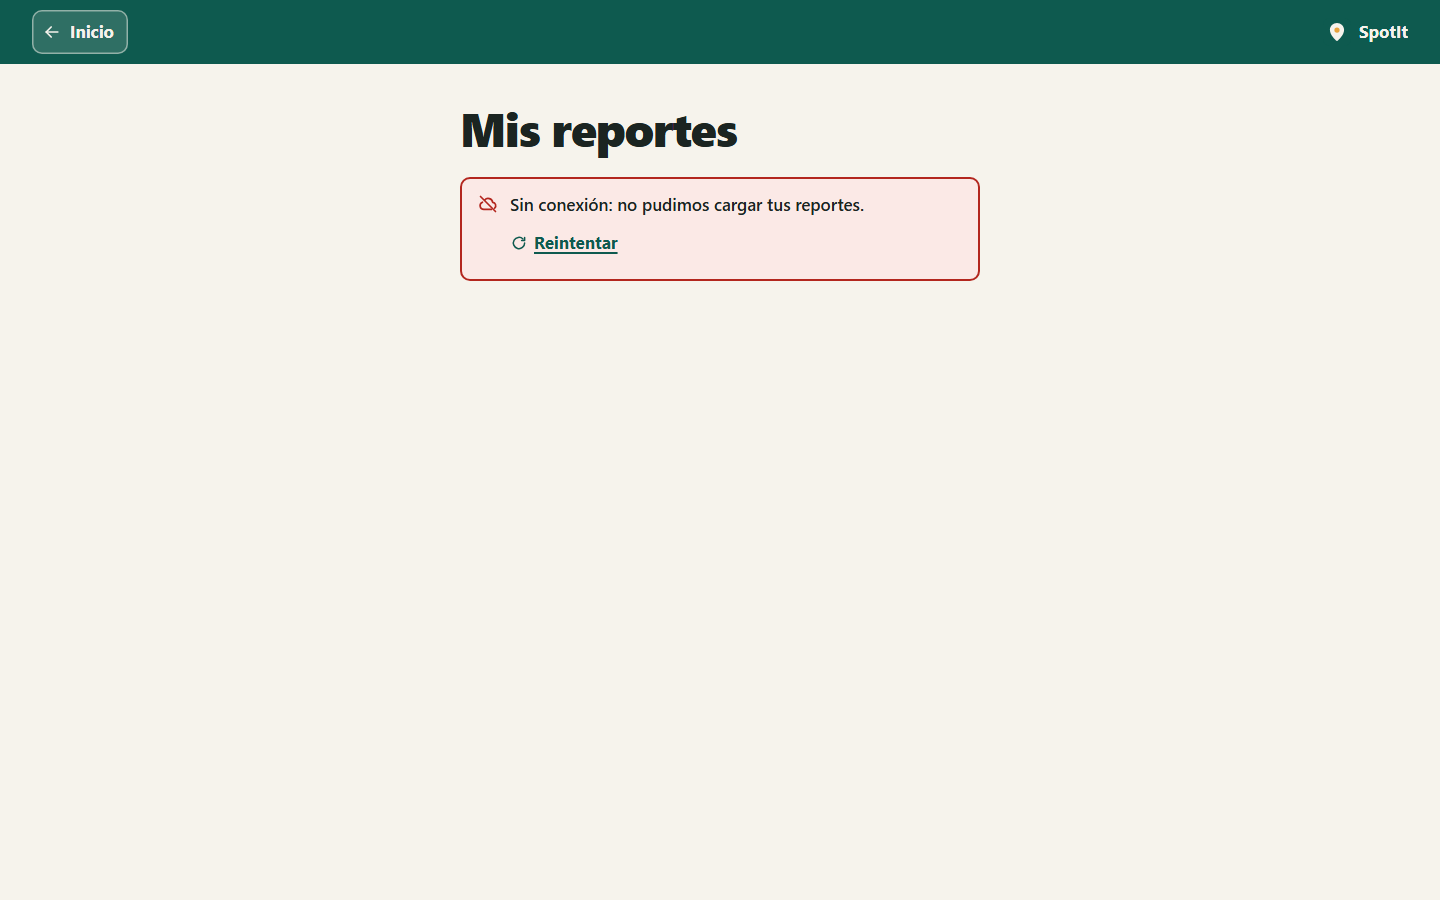 Inicio
SpotIt
Mis reportes
Sin conexión: no pudimos cargar tus reportes.
Reintentar